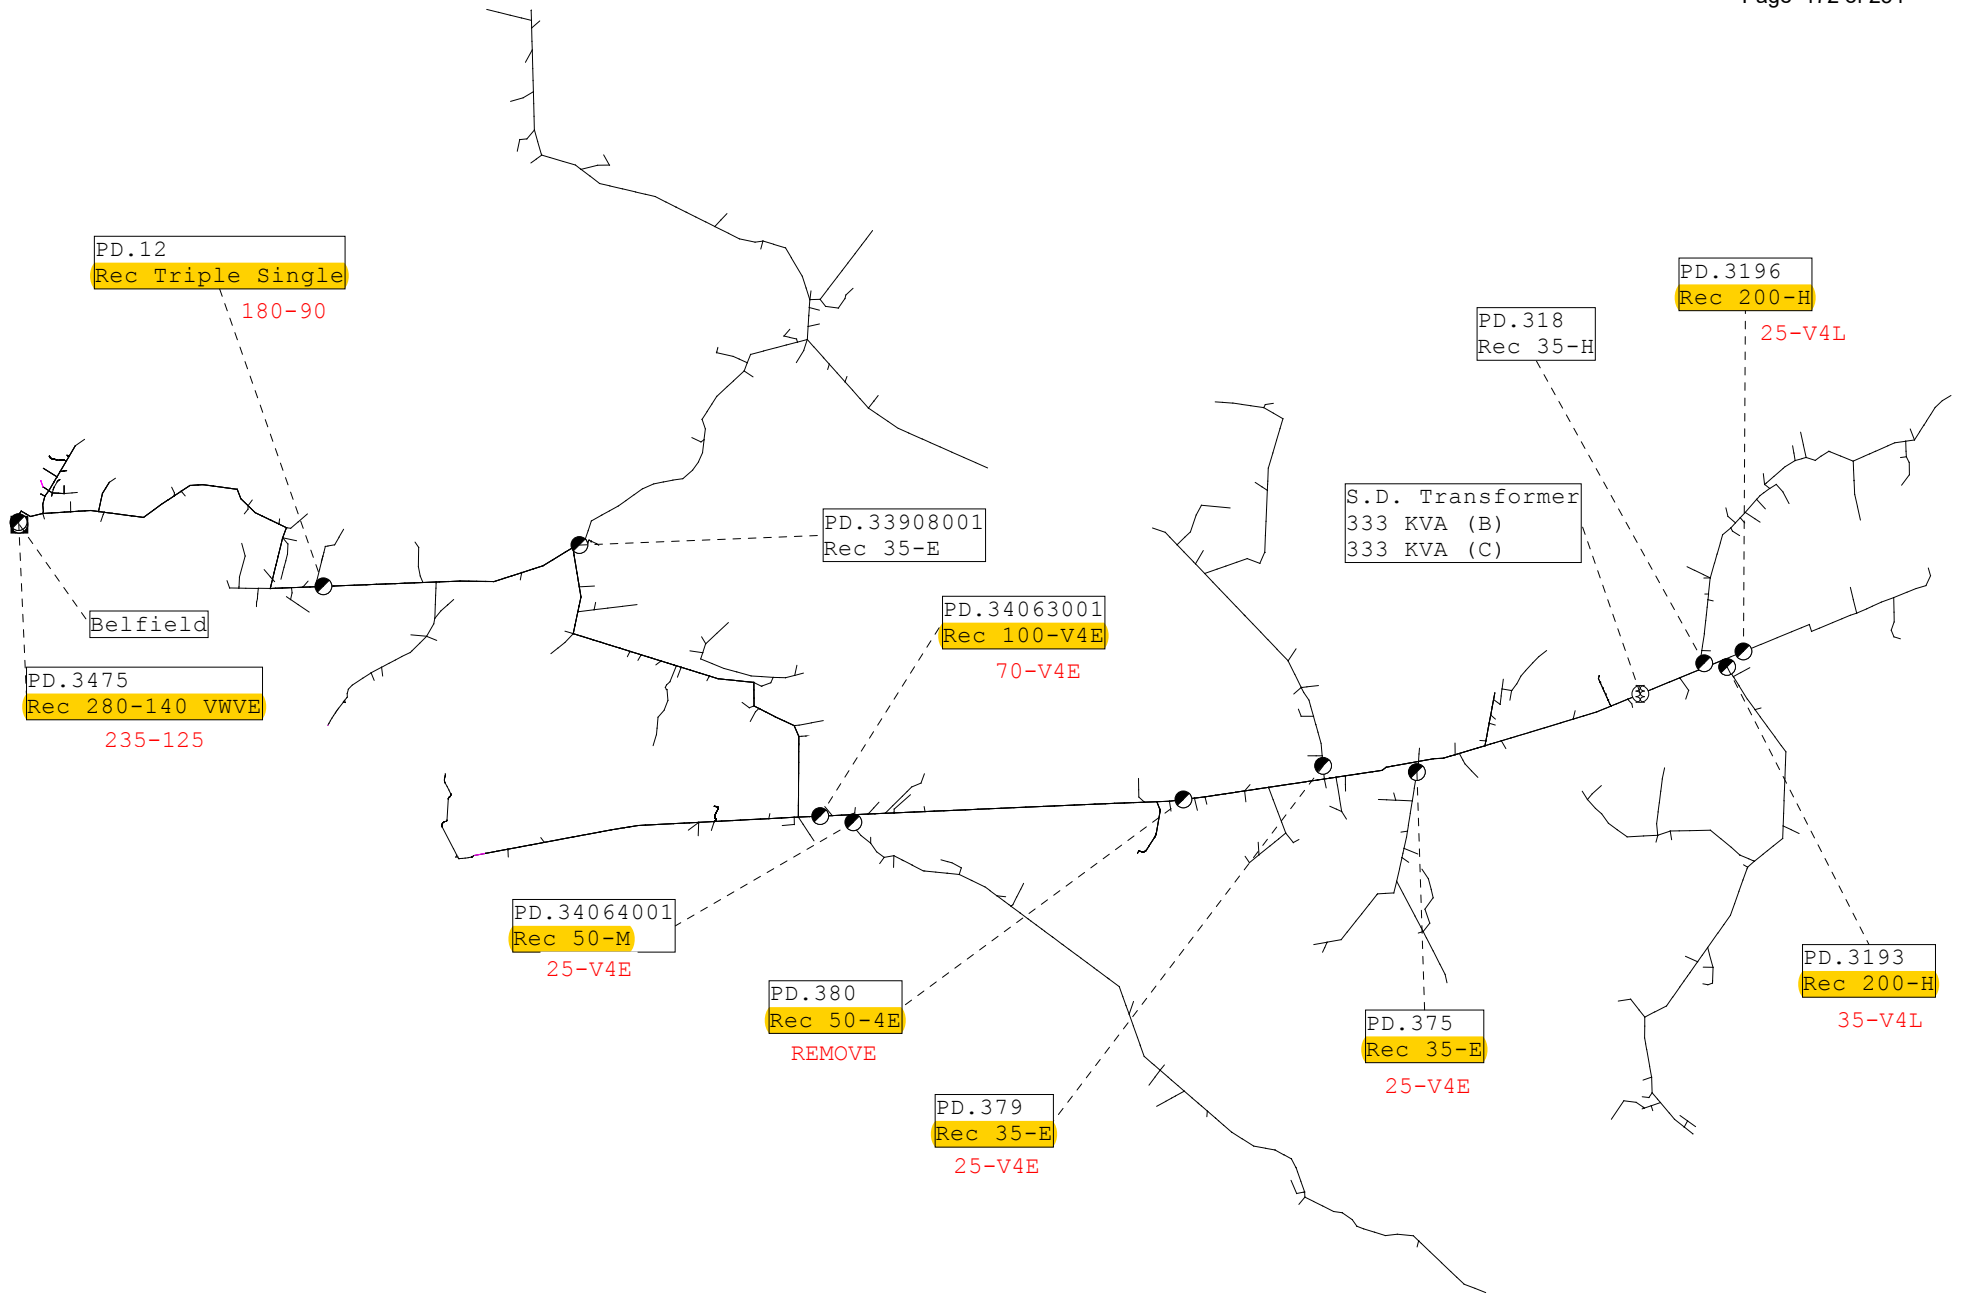 PD.12
Rec Triple Single
180-90
PD.3196
Rec 200-H
25-V4L
PD.318
Rec 35-H
S.D. Transformer
333 KVA (B)
333 KVA (C)
PD.33908001
Rec 35-E
Belfield
PD.34063001
Rec 100-V4E
70-V4E
PD.3475
Rec 280-140 VWVE
235-125
PD.34064001
Rec 50-M
25-V4E
PD.380
Rec 50-4E
REMOVE
PD.379
Rec 35-E
25-V4E
PD.375
Rec 35-E
25-V4E
PD.3193
Rec 200-H
35-V4L